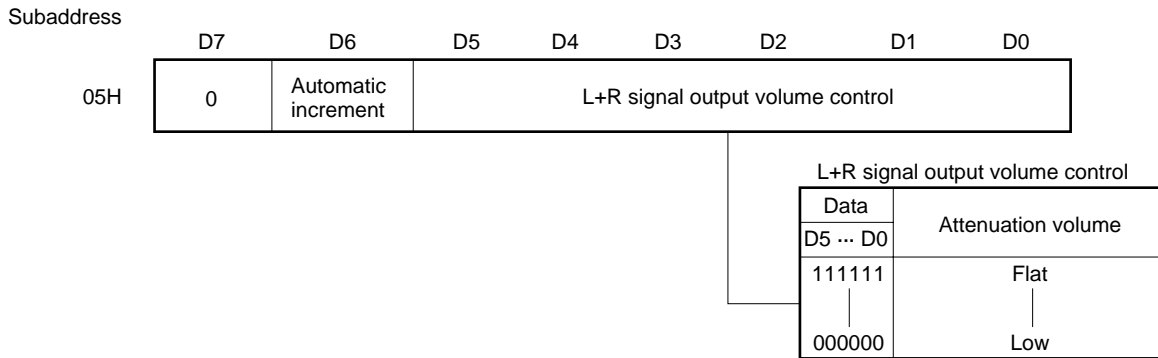 Subaddress
D7 D6 D5 D4 D3 D2 D1 D0
05H 0 Automatic increment L+R signal output volume control
L+R signal output volume control
Data Attenuation volume
D5 ··· D0
111111 Flat
000000 Low